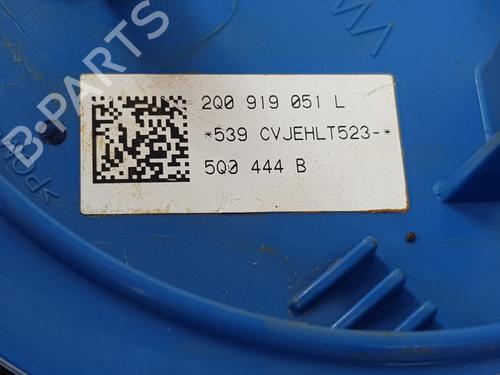 2Q0 919 051 L
*539 CVJEHLT523-*
5Q0 444 B
B-PARTS